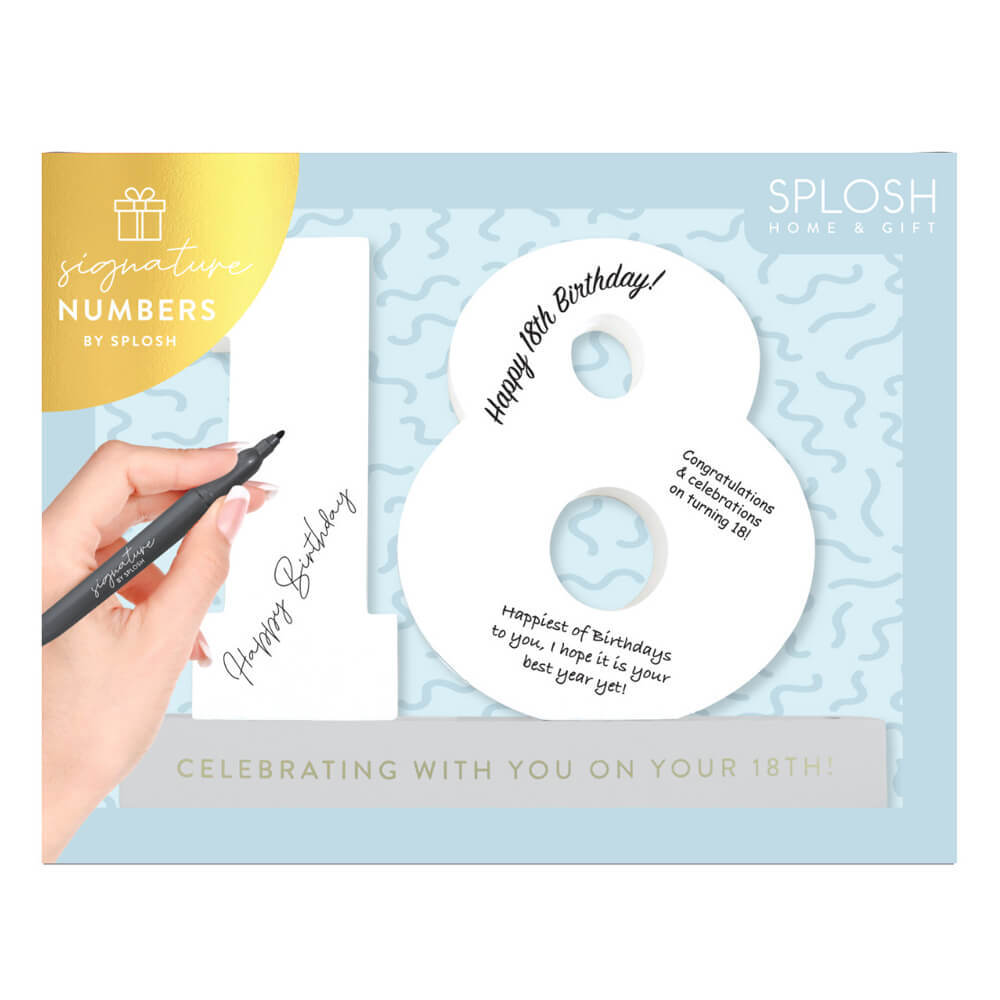 signature
NUMBERS
BY SPLOSH
SPLOSH
HOME & GIFT
Happy 18th Birthday!
Congratulations
& celebrations
on turning 18!
18
Happy Birthday
signature
BY SPLOSH
Happiest of Birthdays
to you, I hope it is your
best year yet!
CELEBRATING WITH YOU ON YOUR 18TH!